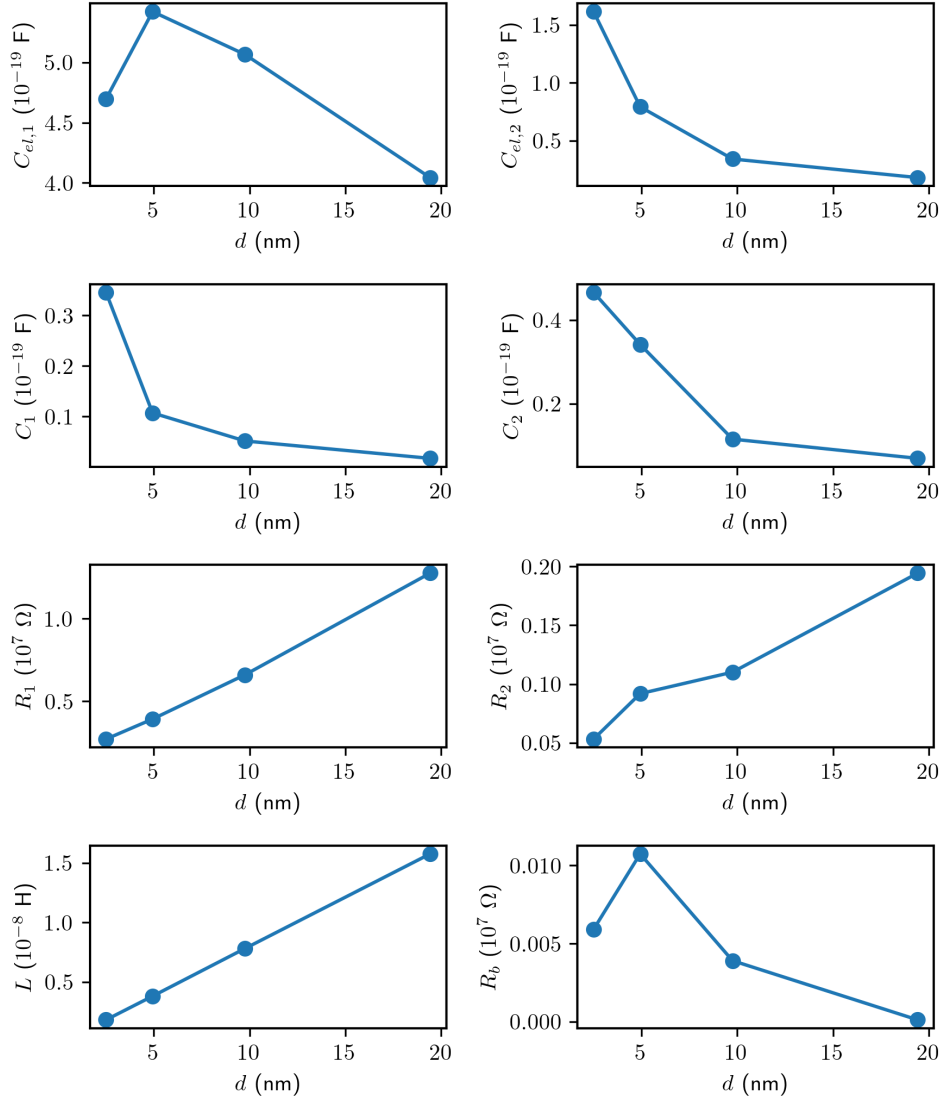 C_{el,1} (10^{-19} F)
5.0
4.5
4.0
5 10 15 20
d (nm)
C_{el,2} (10^{-19} F)
1.5
1.0
0.5
5 10 15 20
d (nm)
C_1 (10^{-19} F)
0.3
0.2
0.1
5 10 15 20
d (nm)
C_2 (10^{-19} F)
0.4
0.2
5 10 15 20
d (nm)
R_1 (10^7 Ω)
1.0
0.5
5 10 15 20
d (nm)
R_2 (10^7 Ω)
0.20
0.15
0.10
0.05
5 10 15 20
d (nm)
L (10^{-8} H)
1.5
1.0
0.5
5 10 15 20
d (nm)
R_b (10^7 Ω)
0.010
0.005
0.000
5 10 15 20
d (nm)